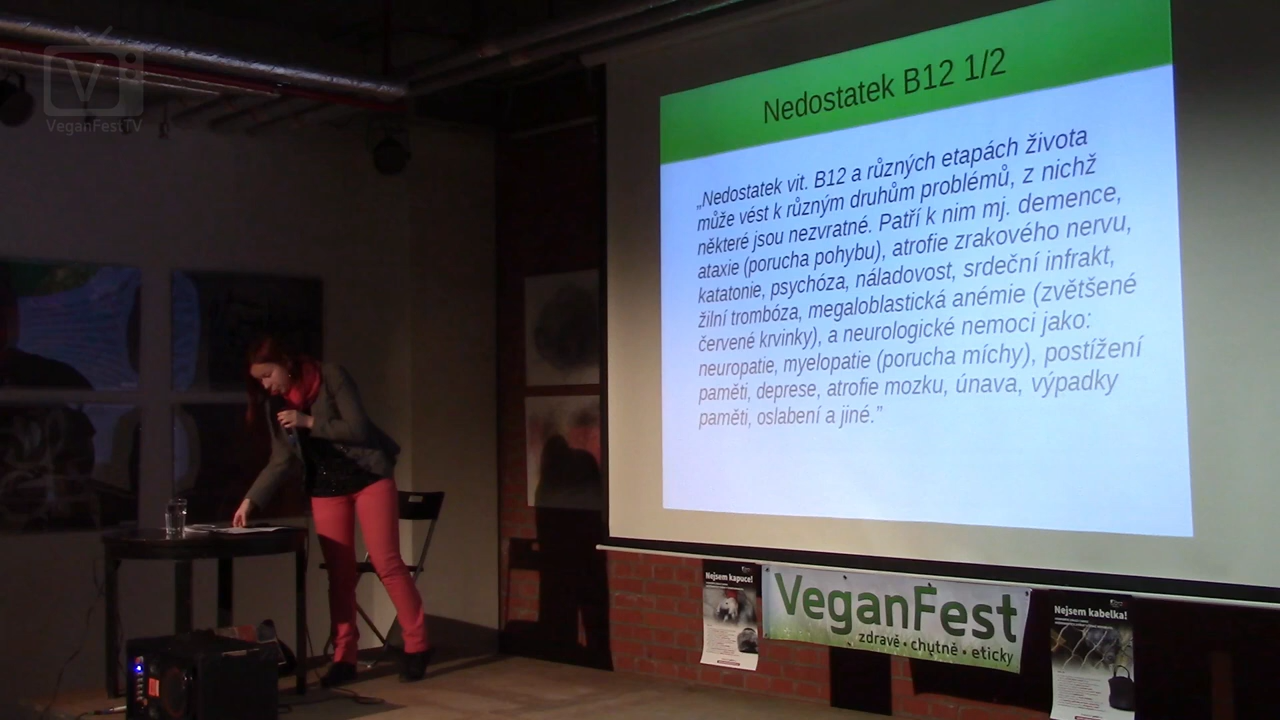 VeganFestTV
Nedostatek B12 1/2
„Nedostatek vit. B12 a různých etapách života
může vést k různým druhům problémů, z nichž
některé jsou nezvratné. Patří k nim mj. demence,
ataxie (porucha pohybu), atrofie zrakového nervu,
katatonie, psychóza, náladovost, srdeční infrakt,
žilní trombóza, megaloblastická anémie (zvětšené
červené krvinky), a neurologické nemoci jako:
neuropatie, myelopatie (porucha míchy), postížení
paměti, deprese, atrofie mozku, únava, výpadky
paměti, oslabení a jiné.”
Nejsem kapuce!
VeganFest
zdravě • chutně • eticky
Nejsem kabelka!